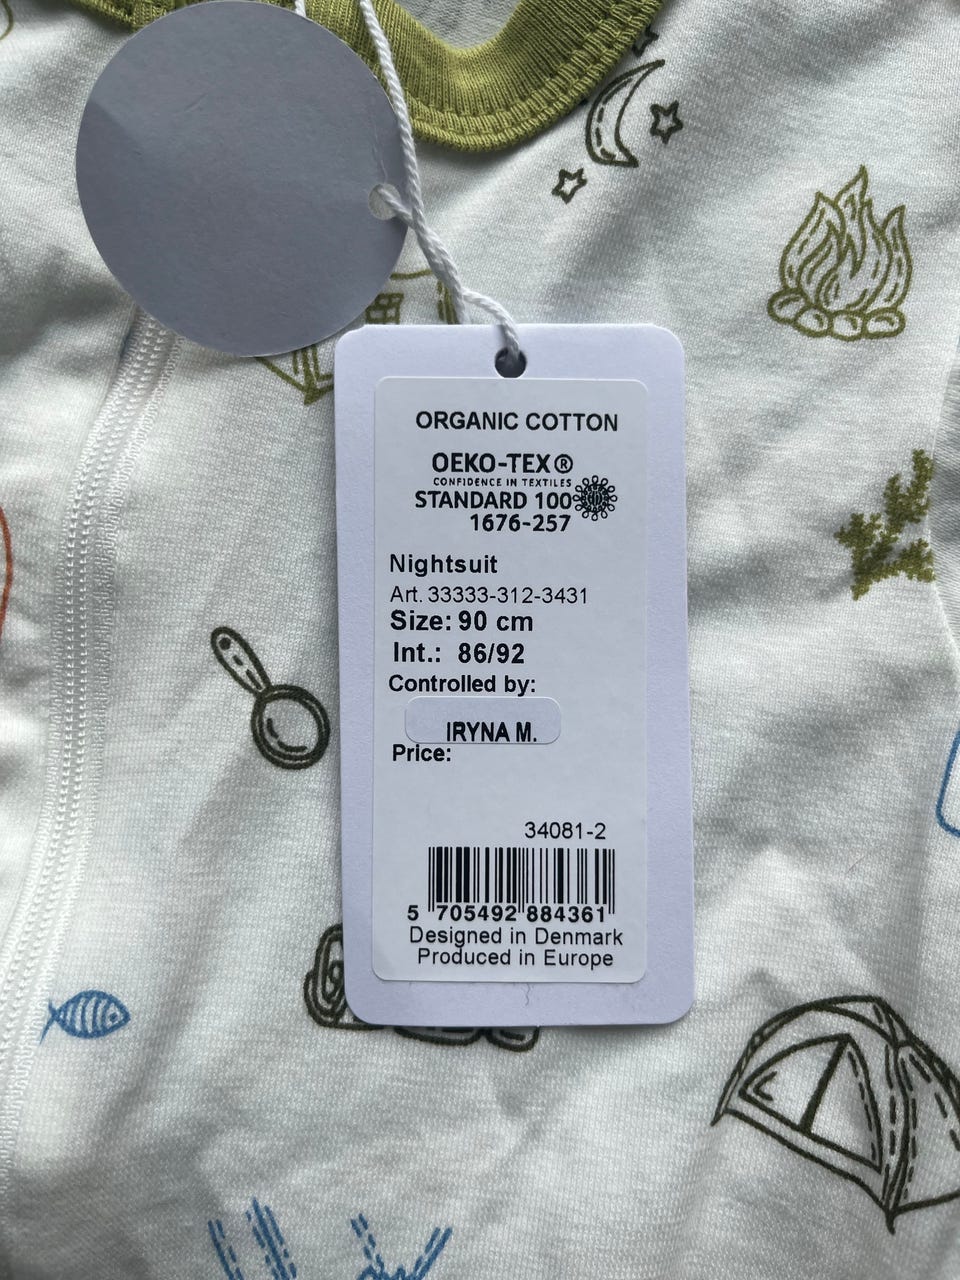 ORGANIC COTTON
OEKO-TEX®
CONFIDENCE IN TEXTILES
STANDARD 100
1676-257
Nightsuit
Art. 33333-312-3431
Size: 90 cm
Int.: 86/92
Controlled by:
IRYNA M.
Price:
34081-2
5 705492 884361
Designed in Denmark
Produced in Europe